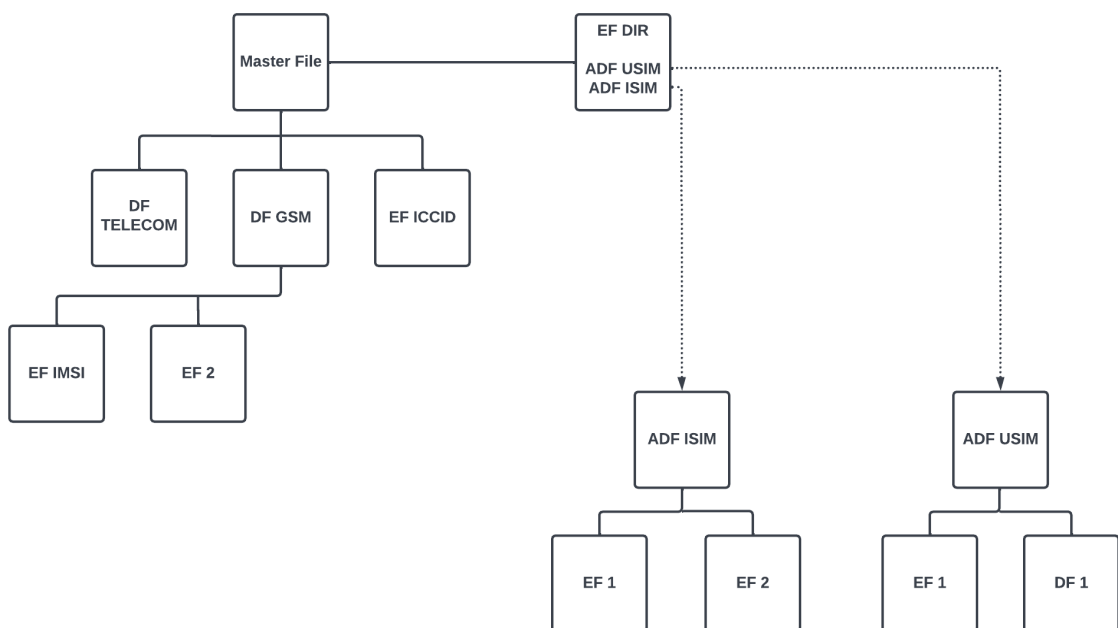 Master File
EF DIR
ADF USIM
ADF ISIM
DF
TELECOM
DF GSM
EF ICCID
EF IMSI
EF 2
ADF ISIM
ADF USIM
EF 1
EF 2
EF 1
DF 1